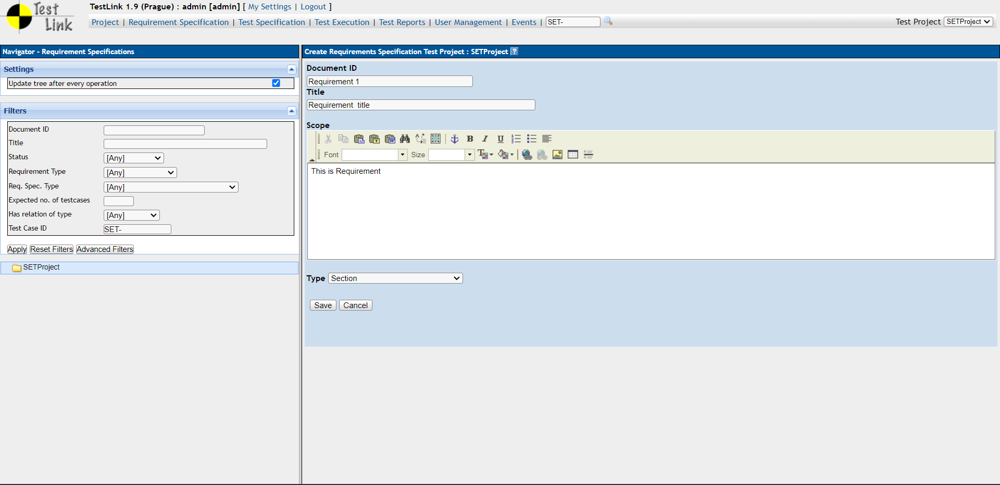 Test Link
TestLink 1.9 (Prague) : admin [admin] [ My Settings | Logout ]
Project | Requirement Specification | Test Specification | Test Execution | Test Reports | User Management | Events | SET-
Test Project SETProject
Navigator - Requirement Specifications
Settings
Update tree after every operation
Filters
Document ID
Title
Status [Any]
Requirement Type [Any]
Req. Spec. Type [Any]
Expected no. of testcases
Has relation of type [Any]
Test Case ID SET-
Apply Reset Filters Advanced Filters
SETProject
Create Requirements Specification Test Project : SETProject ?
Document ID
Requirement 1
Title
Requirement  title
Scope
B I U
Font Size
This is Requirement
Type Section
Save Cancel